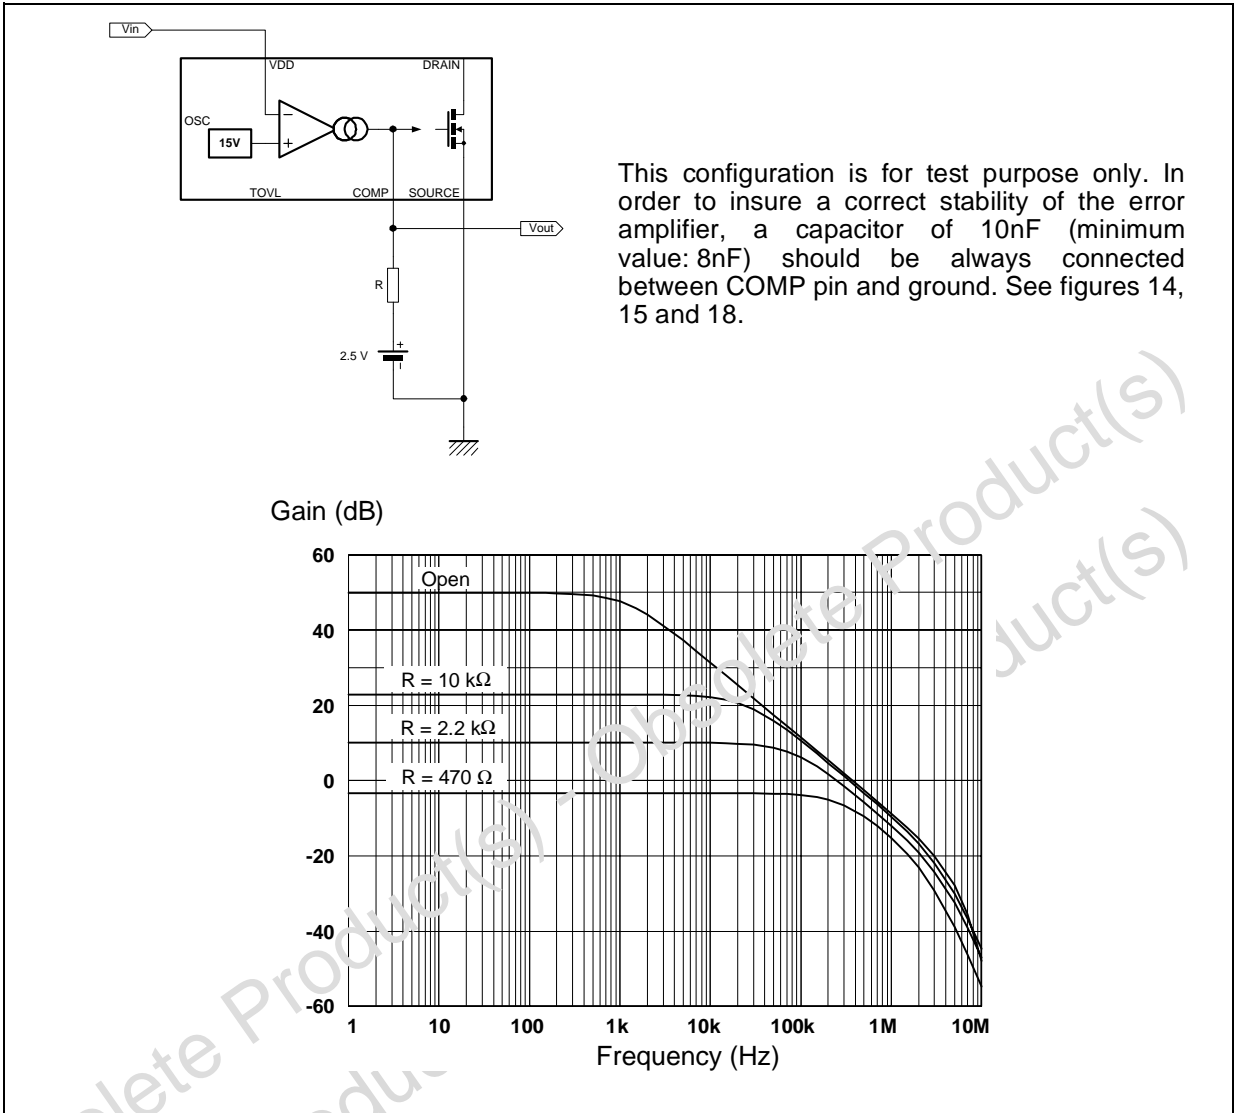 Vin
VDD
DRAIN
OSC
15V
TOVL
COMP
SOURCE
Vout
R
2.5 V
This configuration is for test purpose only. In
order to insure a correct stability of the error
amplifier, a capacitor of 10nF (minimum
value: 8nF) should be always connected
between COMP pin and ground. See figures 14,
15 and 18.
Gain (dB)
60
40
20
0
-20
-40
-60
Open
R = 10 kΩ
R = 2.2 kΩ
R = 470 Ω
1 10 100 1k 10k 100k 1M 10M
Frequency (Hz)
olete Product(s) - Obsolete Product(s)
oduct(s)